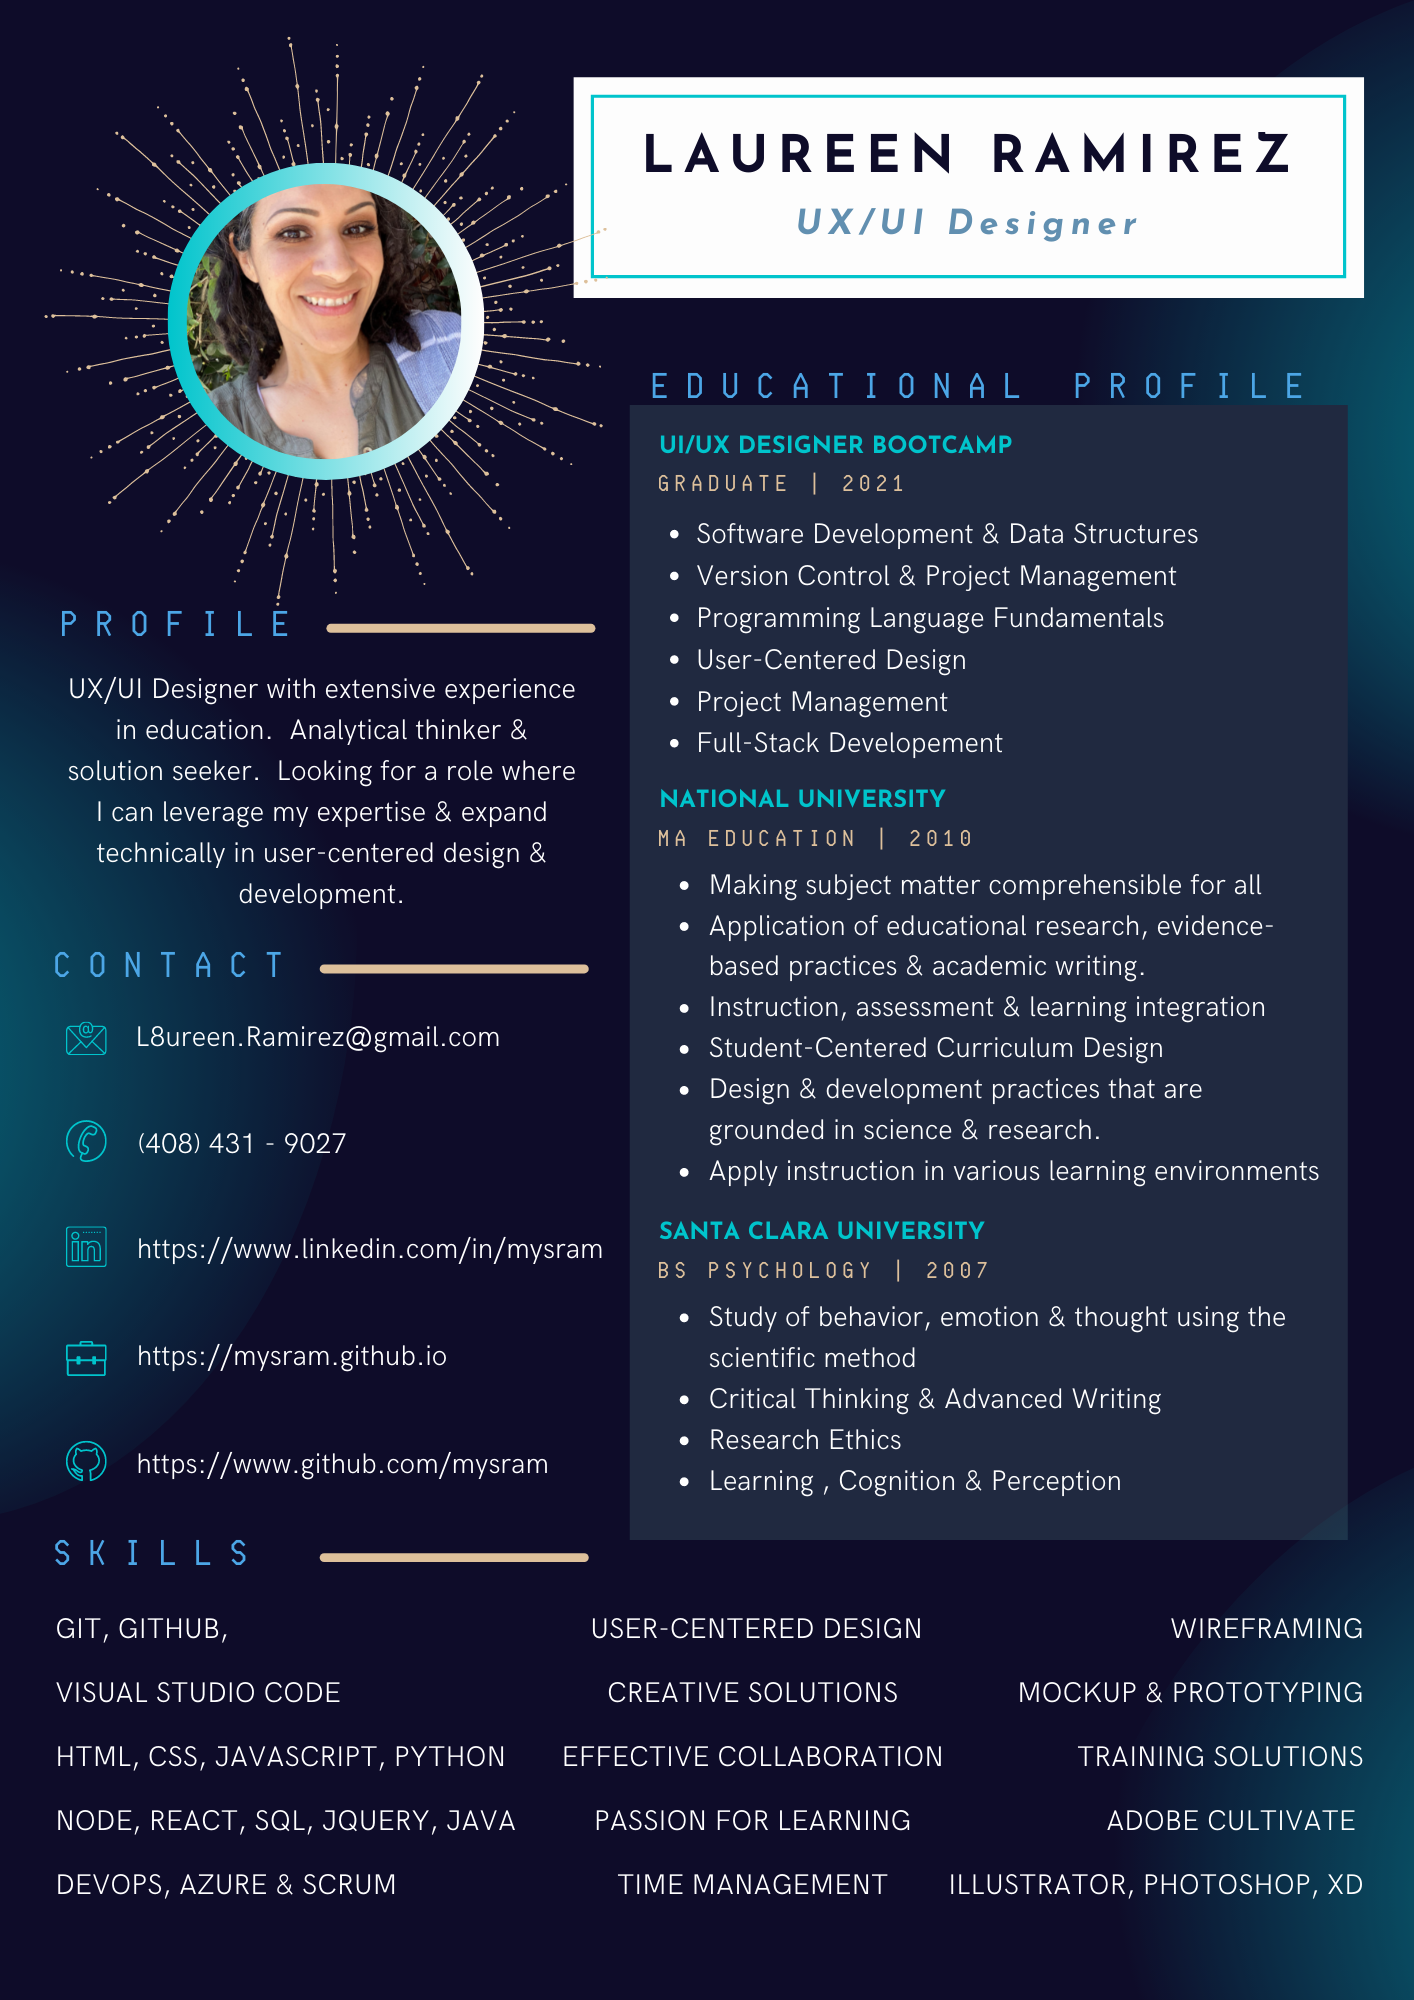 LAUREEN RAMIREZ
UX/UI Designer
EDUCATIONAL PROFILE
UI/UX DESIGNER BOOTCAMP
GRADUATE | 2021
• Software Development & Data Structures
• Version Control & Project Management
• Programming Language Fundamentals
• User-Centered Design
• Project Management
• Full-Stack Developement
NATIONAL UNIVERSITY
MA EDUCATION | 2010
• Making subject matter comprehensible for all
• Application of educational research, evidence-
based practices & academic writing.
• Instruction, assessment & learning integration
• Student-Centered Curriculum Design
• Design & development practices that are
grounded in science & research.
• Apply instruction in various learning environments
SANTA CLARA UNIVERSITY
BS PSYCHOLOGY | 2007
• Study of behavior, emotion & thought using the
scientific method
• Critical Thinking & Advanced Writing
• Research Ethics
• Learning , Cognition & Perception
PROFILE
UX/UI Designer with extensive experience
in education. Analytical thinker &
solution seeker. Looking for a role where
I can leverage my expertise & expand
technically in user-centered design &
development.
CONTACT
L8ureen.Ramirez@gmail.com
(408) 431 - 9027
https://www.linkedin.com/in/mysram
https://mysram.github.io
https://www.github.com/mysram
SKILLS
GIT, GITHUB,
VISUAL STUDIO CODE
HTML, CSS, JAVASCRIPT, PYTHON
NODE, REACT, SQL, JQUERY, JAVA
DEVOPS, AZURE & SCRUM
USER-CENTERED DESIGN
CREATIVE SOLUTIONS
EFFECTIVE COLLABORATION
PASSION FOR LEARNING
TIME MANAGEMENT
WIREFRAMING
MOCKUP & PROTOTYPING
TRAINING SOLUTIONS
ADOBE CULTIVATE
ILLUSTRATOR, PHOTOSHOP, XD